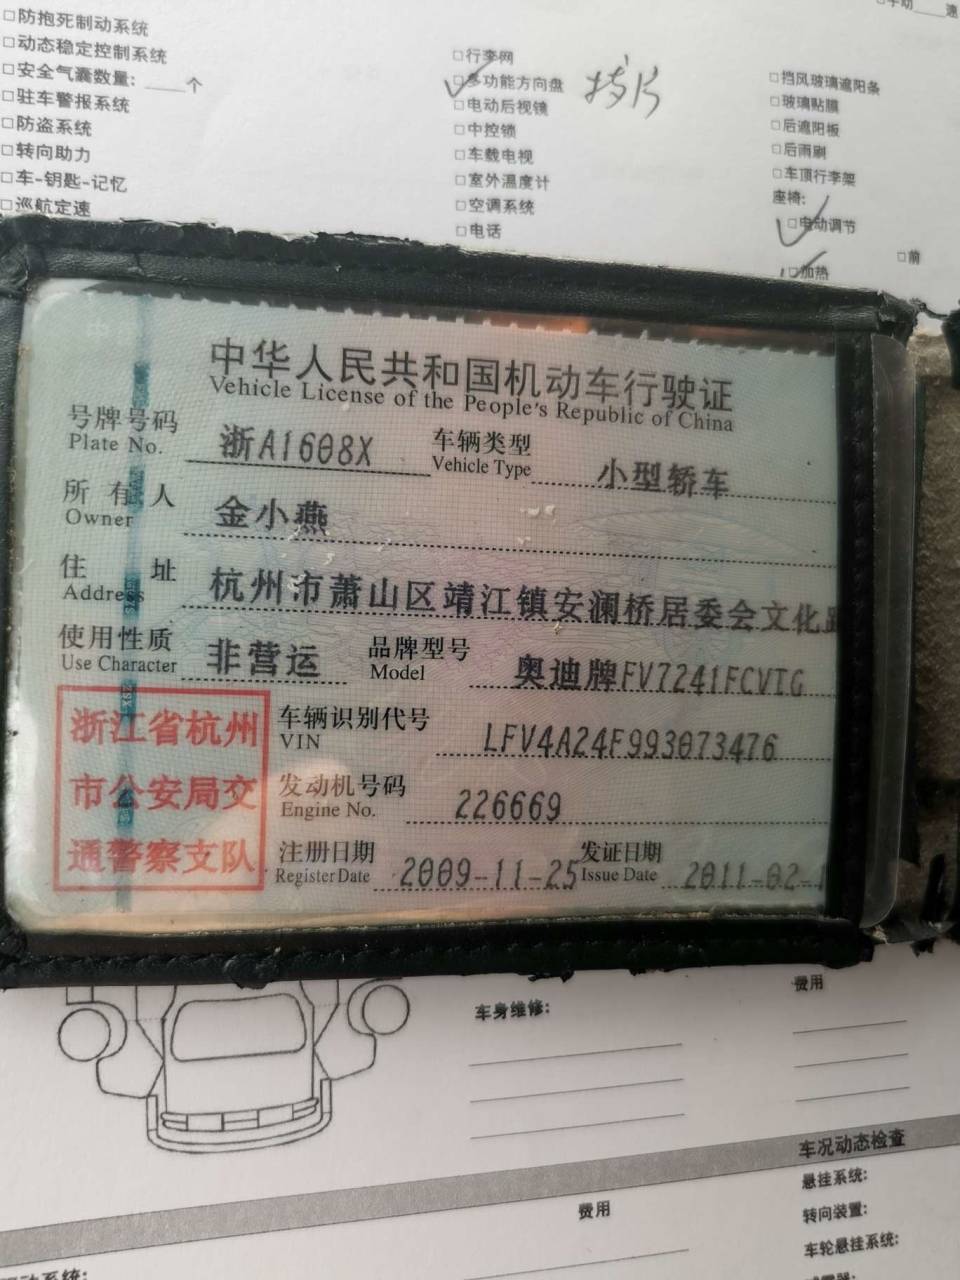 手动____速
□防抱死制动系统
□动态稳定控制系统
□安全气囊数量:____个
□驻车警报系统
□防盗系统
□转向助力
□车-钥匙-记忆
□巡航定速
□行李网
□多功能方向盘 拨片
□电动后视镜
□中控锁
□车载电视
□室外温度计
□空调系统
□电话
□挡风玻璃遮阳条
□玻璃贴膜
□后遮阳板
□后雨刷
□车顶行李架
座椅:
□电动调节
□前
□加热
中华人民共和国机动车行驶证
Vehicle License of the People's Republic of China
号牌号码 浙A1608X 车辆类型 小型轿车
Plate No. Vehicle Type
所有人 金小燕
Owner
住址 杭州市萧山区靖江镇安澜桥居委会文化路
Address
使用性质 非营运 品牌型号 奥迪牌FV7241FCVTG
Use Character Model
浙江省杭州
市公安局交
通警察支队
车辆识别代号 LFV4A24F993073476
VIN
发动机号码 226669
Engine No.
注册日期 2009-11-25 发证日期 2011-02-1
Register Date Issue Date
车身维修:
费用
车况动态检查
悬挂系统:
转向装置:
车轮悬挂系统:
费用